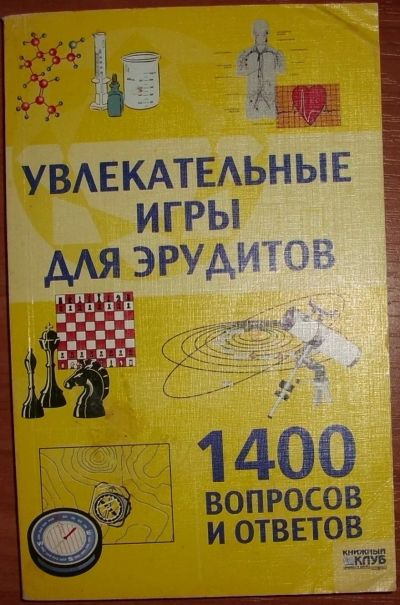 УВЛЕКАТЕЛЬНЫЕ
ИГРЫ
ДЛЯ ЭРУДИТОВ
1400
ВОПРОСОВ
И ОТВЕТОВ
КНИЖНЫЙ
КЛУБ